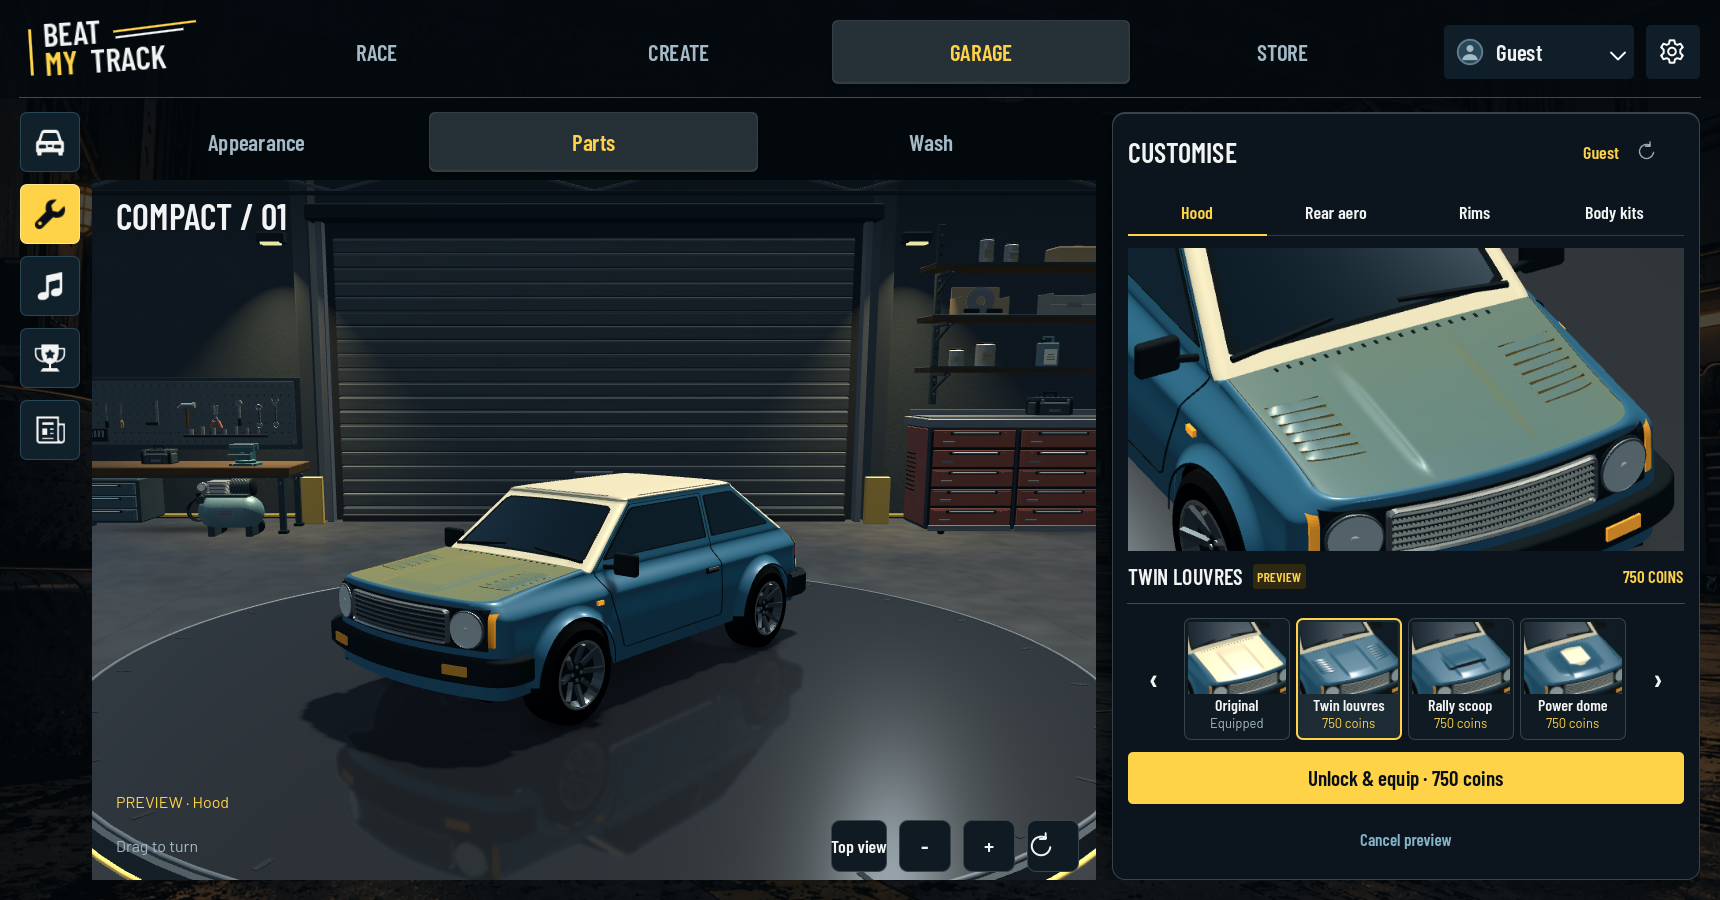 BEAT
MY TRACK
RACE
CREATE
GARAGE
STORE
Guest
Appearance
Parts
Wash
COMPACT / 01
CUSTOMISE
Guest
Hood
Rear aero
Rims
Body kits
TWIN LOUVRES
PREVIEW
750 COINS
‹
Original
Equipped
Twin louvres
750 coins
Rally scoop
750 coins
Power dome
750 coins
›
Unlock & equip · 750 coins
Cancel preview
PREVIEW · Hood
Drag to turn
Top view
-
+